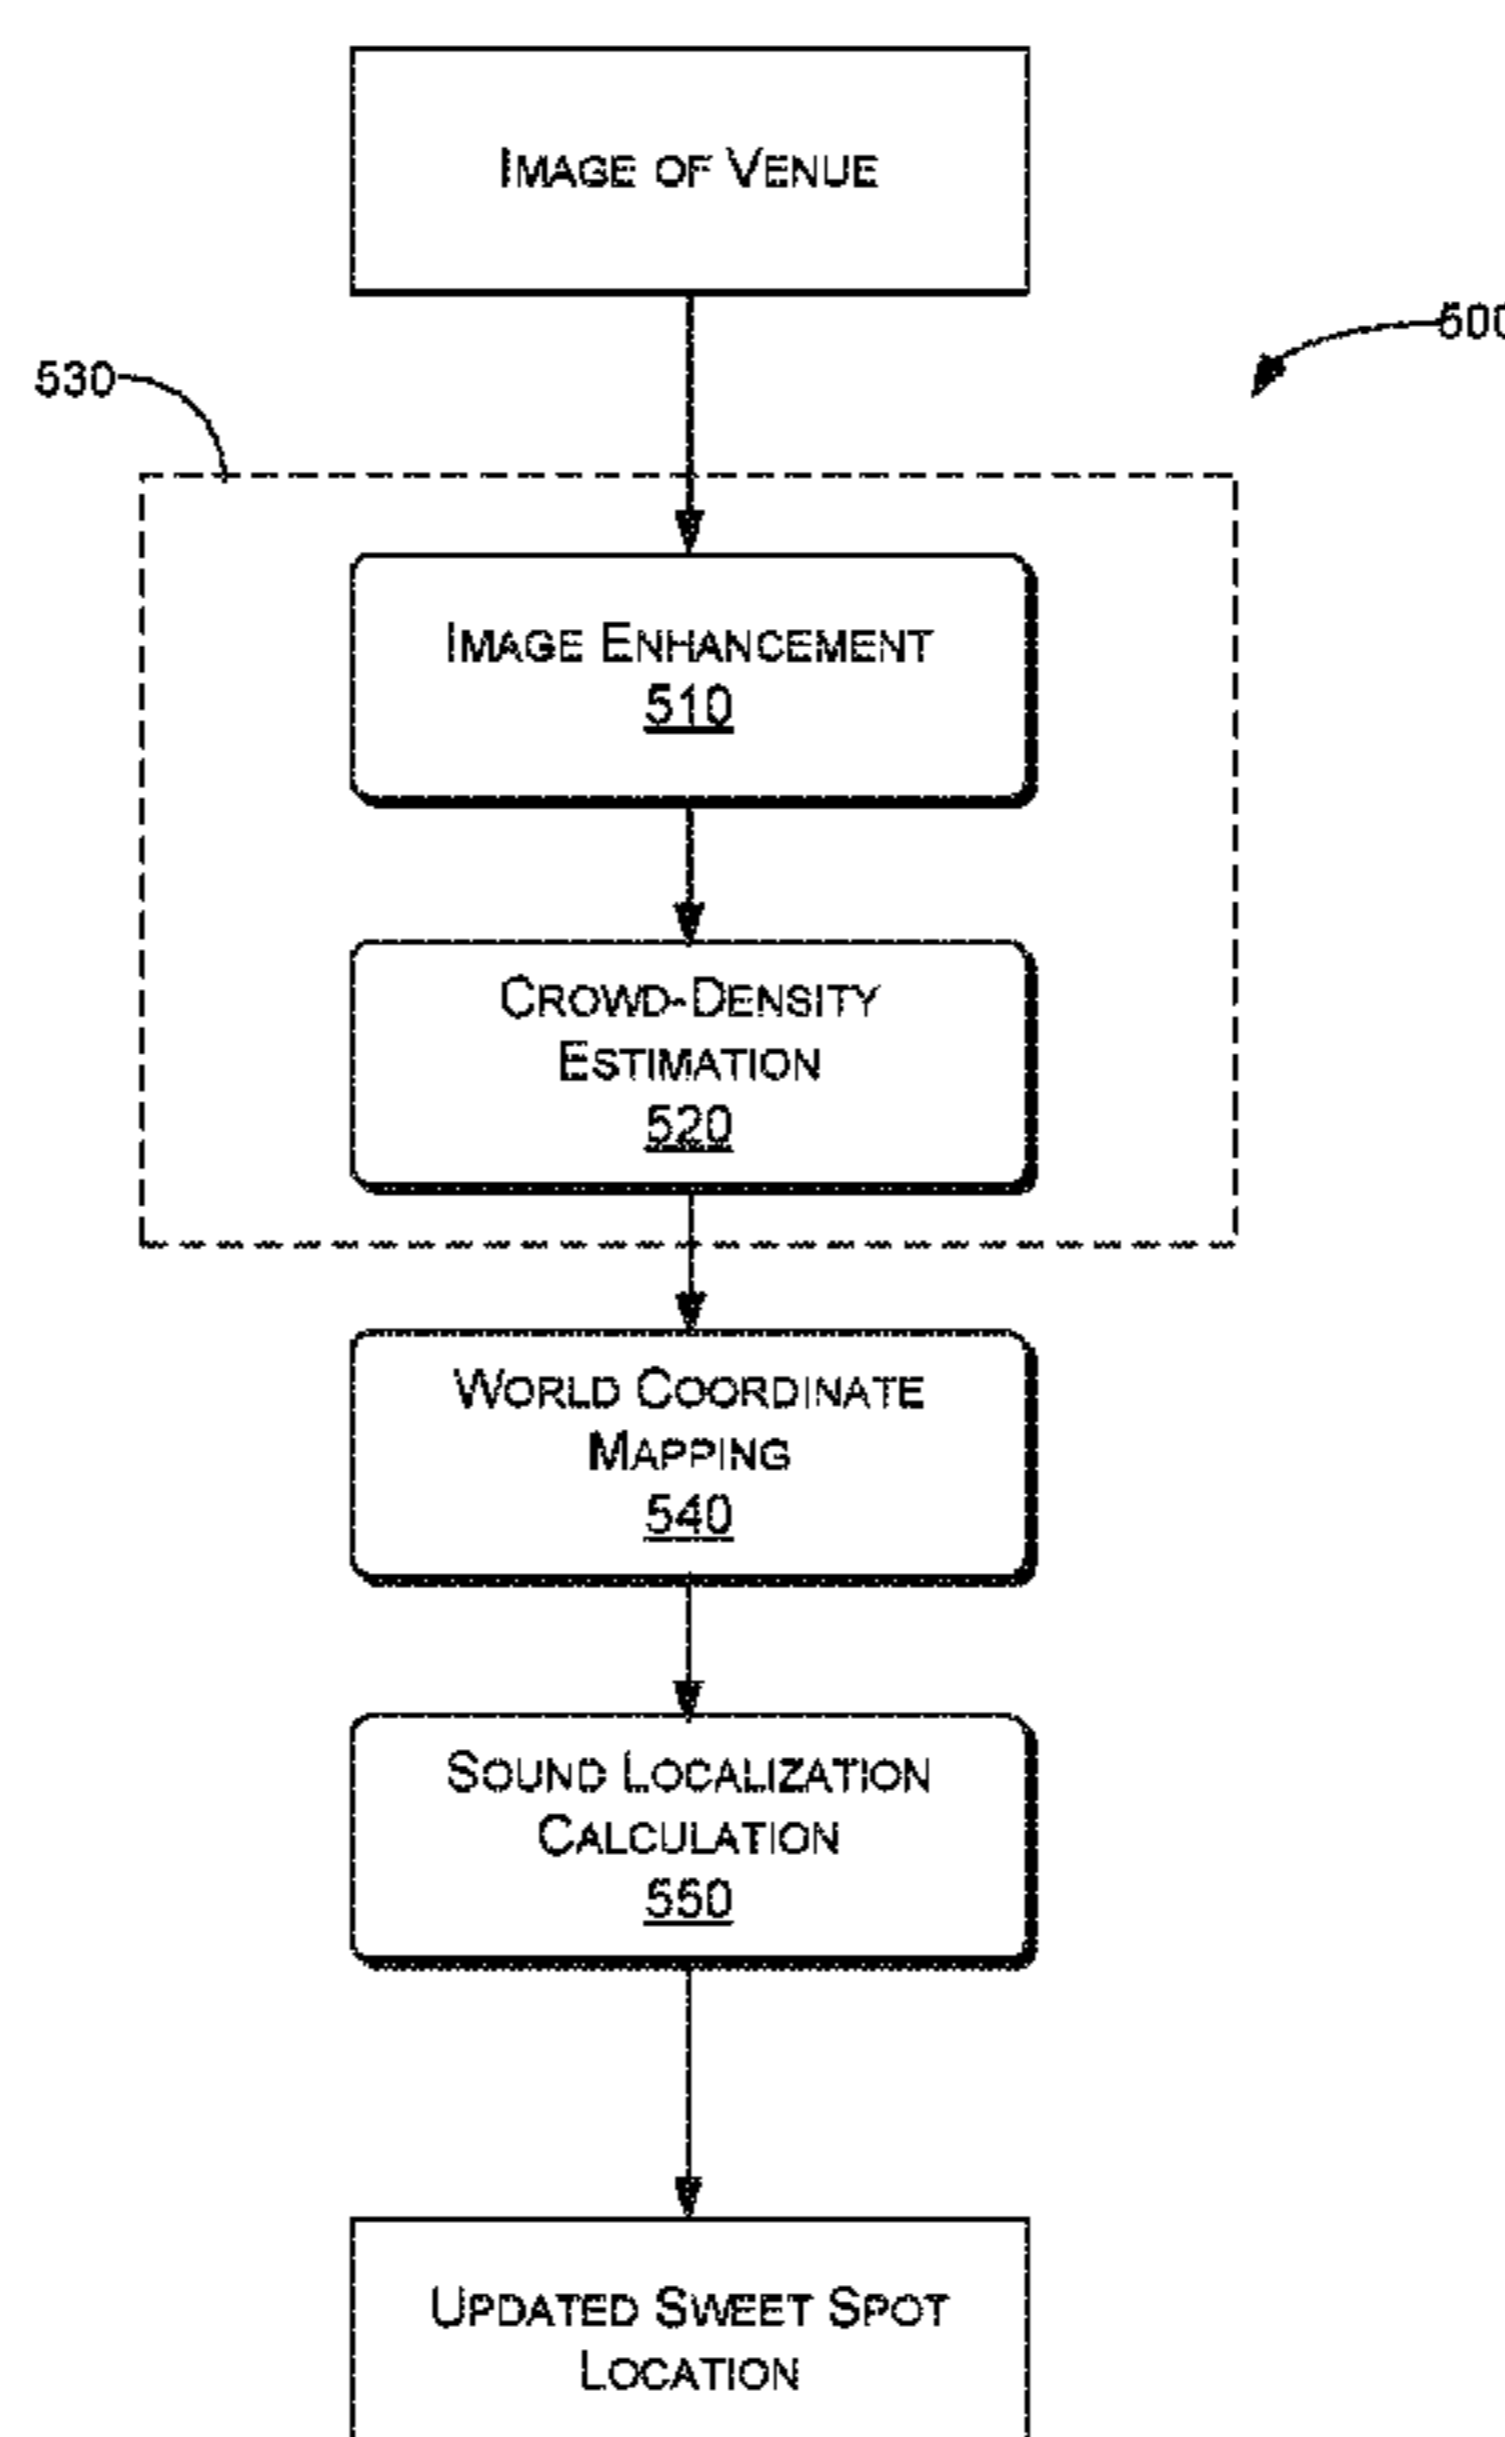 IMAGE OF VENUE
500
530
IMAGE ENHANCEMENT
510
CROWD-DENSITY
ESTIMATION
520
WORLD COORDINATE
MAPPING
540
SOUND LOCALIZATION
CALCULATION
550
UPDATED SWEET SPOT
LOCATION